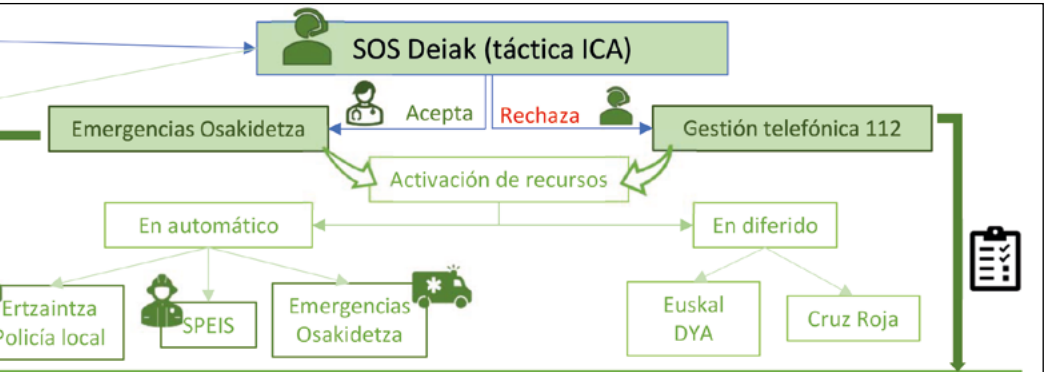 SOS Deiak (táctica ICA)
Acepta
Rechaza
Emergencias Osakidetza
Gestión telefónica 112
Activación de recursos
En automático
En diferido
Ertzaintza
Policía local
SPEIS
Emergencias
Osakidetza
Euskal
DYA
Cruz Roja